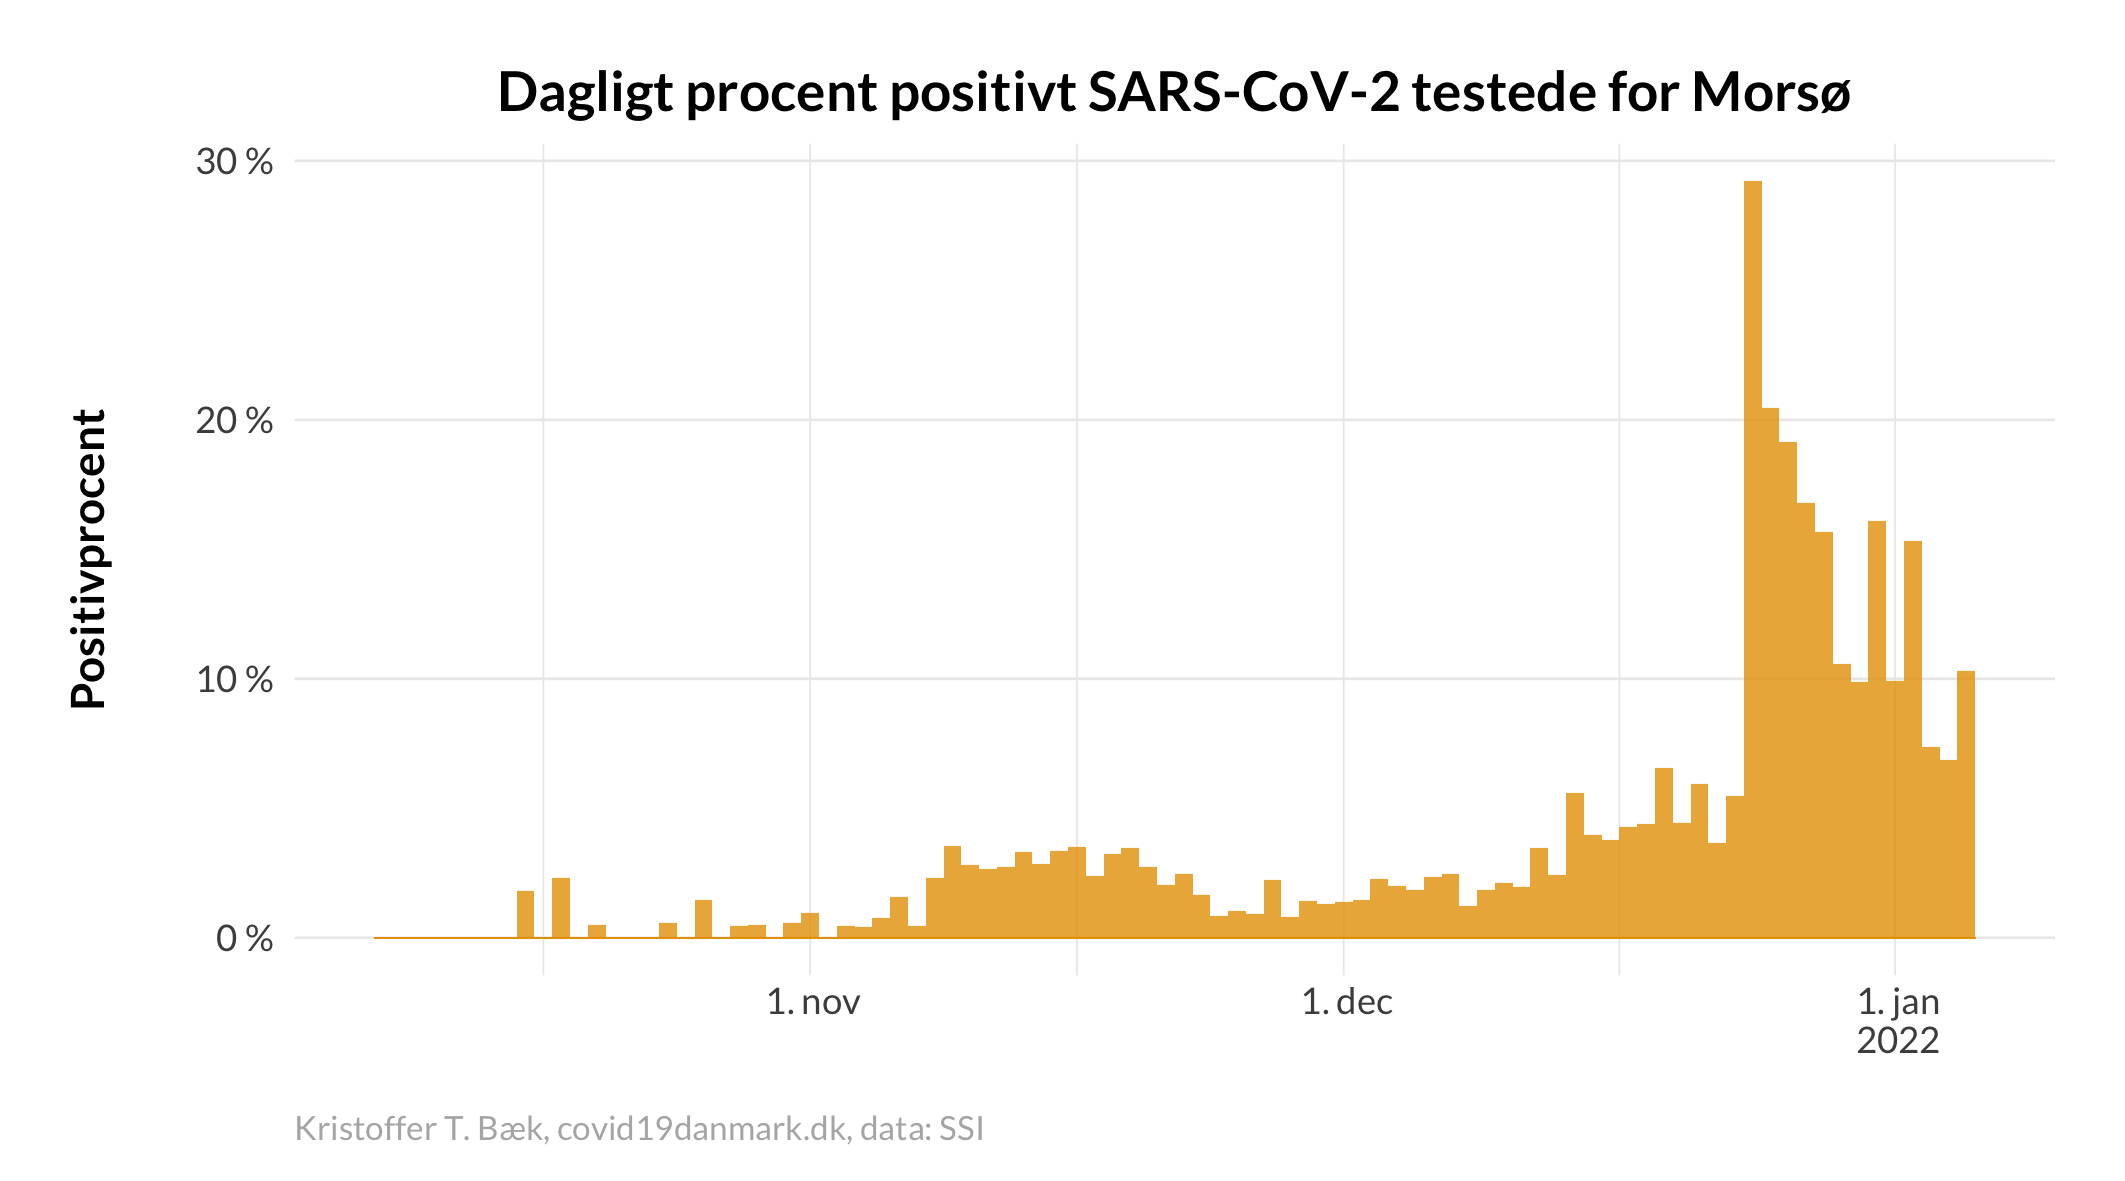 Dagligt procent positivt SARS-CoV-2 testede for Morsø
Positivprocent
30 %
20 %
10 %
0 %
1. nov
1. dec
1. jan
2022
Kristoffer T. Bæk, covid19danmark.dk, data: SSI